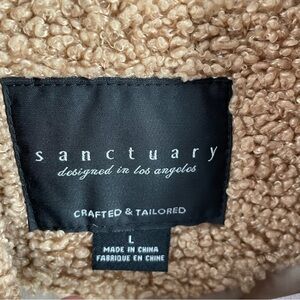 sanctuary
designed in los angeles
CRAFTED & TAILORED
L
MADE IN CHINA
FABRIQUE EN CHINE